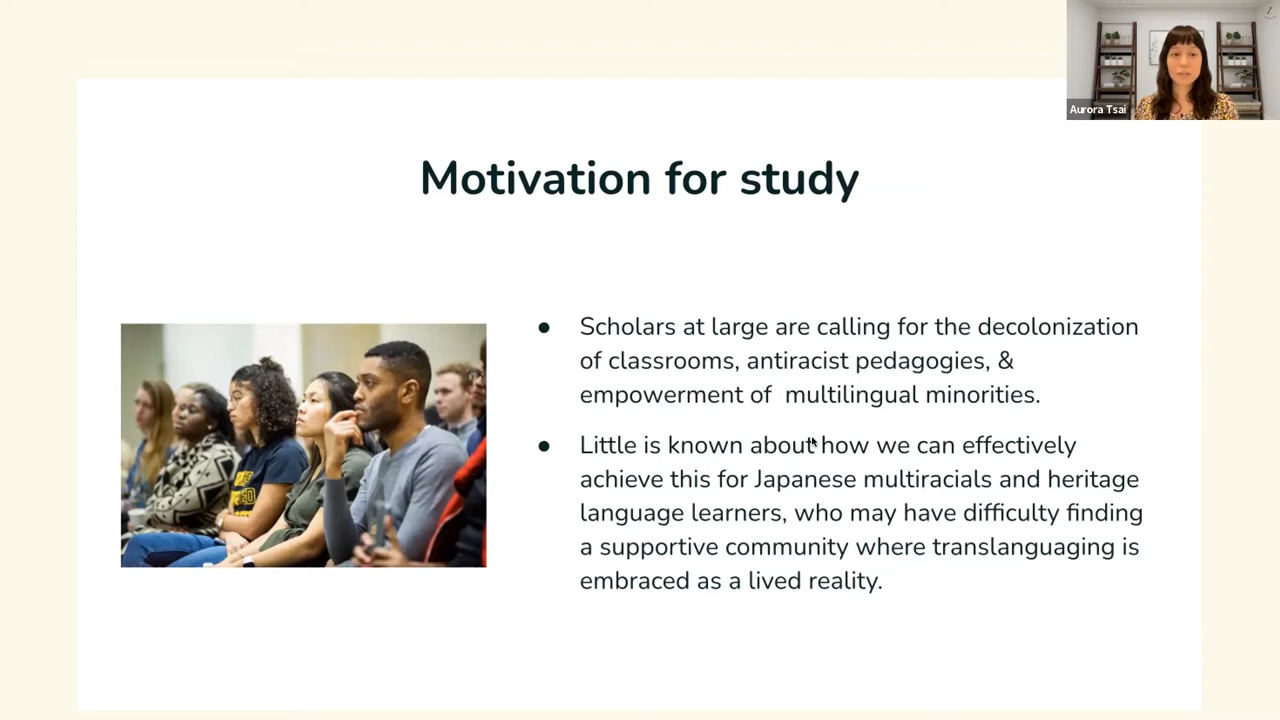 Aurora Tsai
Motivation for study
● Scholars at large are calling for the decolonization
of classrooms, antiracist pedagogies, &
empowerment of  multilingual minorities.
● Little is known about how we can effectively
achieve this for Japanese multiracials and heritage
language learners, who may have difficulty finding
a supportive community where translanguaging is
embraced as a lived reality.